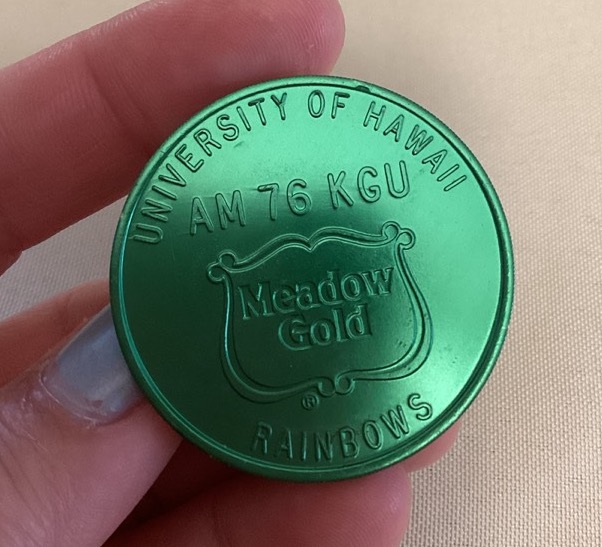 UNIVERSITY OF HAWAII
AM 76 KGU
Meadow
Gold
®
RAINBOWS